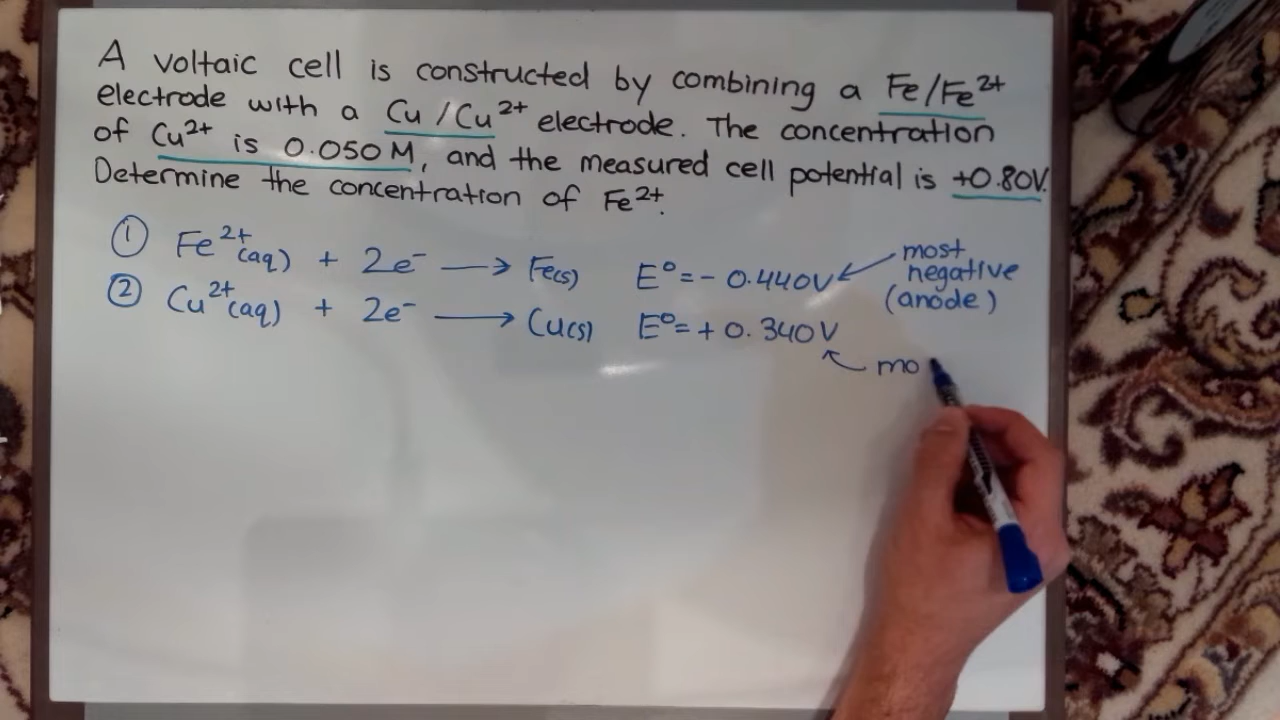 A voltaic cell is constructed by combining a Fe/Fe²⁺
electrode with a Cu/Cu²⁺ electrode. The concentration
of Cu²⁺ is 0.050M, and the measured cell potential is +0.80V.
Determine the concentration of Fe²⁺.
① Fe²⁺(aq) + 2e⁻ → Fe(s) E° = - 0.440V
most
negative
(anode)
② Cu²⁺(aq) + 2e⁻ → Cu(s) E° = + 0.340V
mo